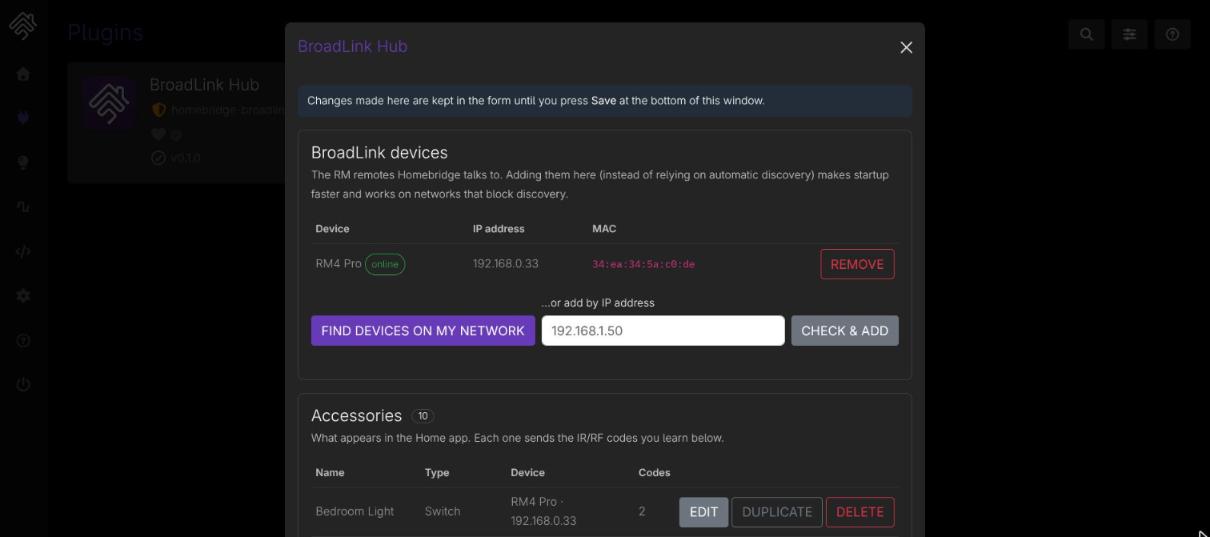 Plugins
BroadLink Hub
BroadLink Hub
homebridge-broadlin
v0.1.0
Changes made here are kept in the form until you press Save at the bottom of this window.
BroadLink devices
The RM remotes Homebridge talks to. Adding them here (instead of relying on automatic discovery) makes startup
faster and works on networks that block discovery.
Device IP address MAC
RM4 Pro online 192.168.0.33 34:ea:34:5a:c0:de REMOVE
...or add by IP address
FIND DEVICES ON MY NETWORK 192.168.1.50 CHECK & ADD
Accessories 10
What appears in the Home app. Each one sends the IR/RF codes you learn below.
Name Type Device Codes
Bedroom Light Switch RM4 Pro · 192.168.0.33 2 EDIT DUPLICATE DELETE